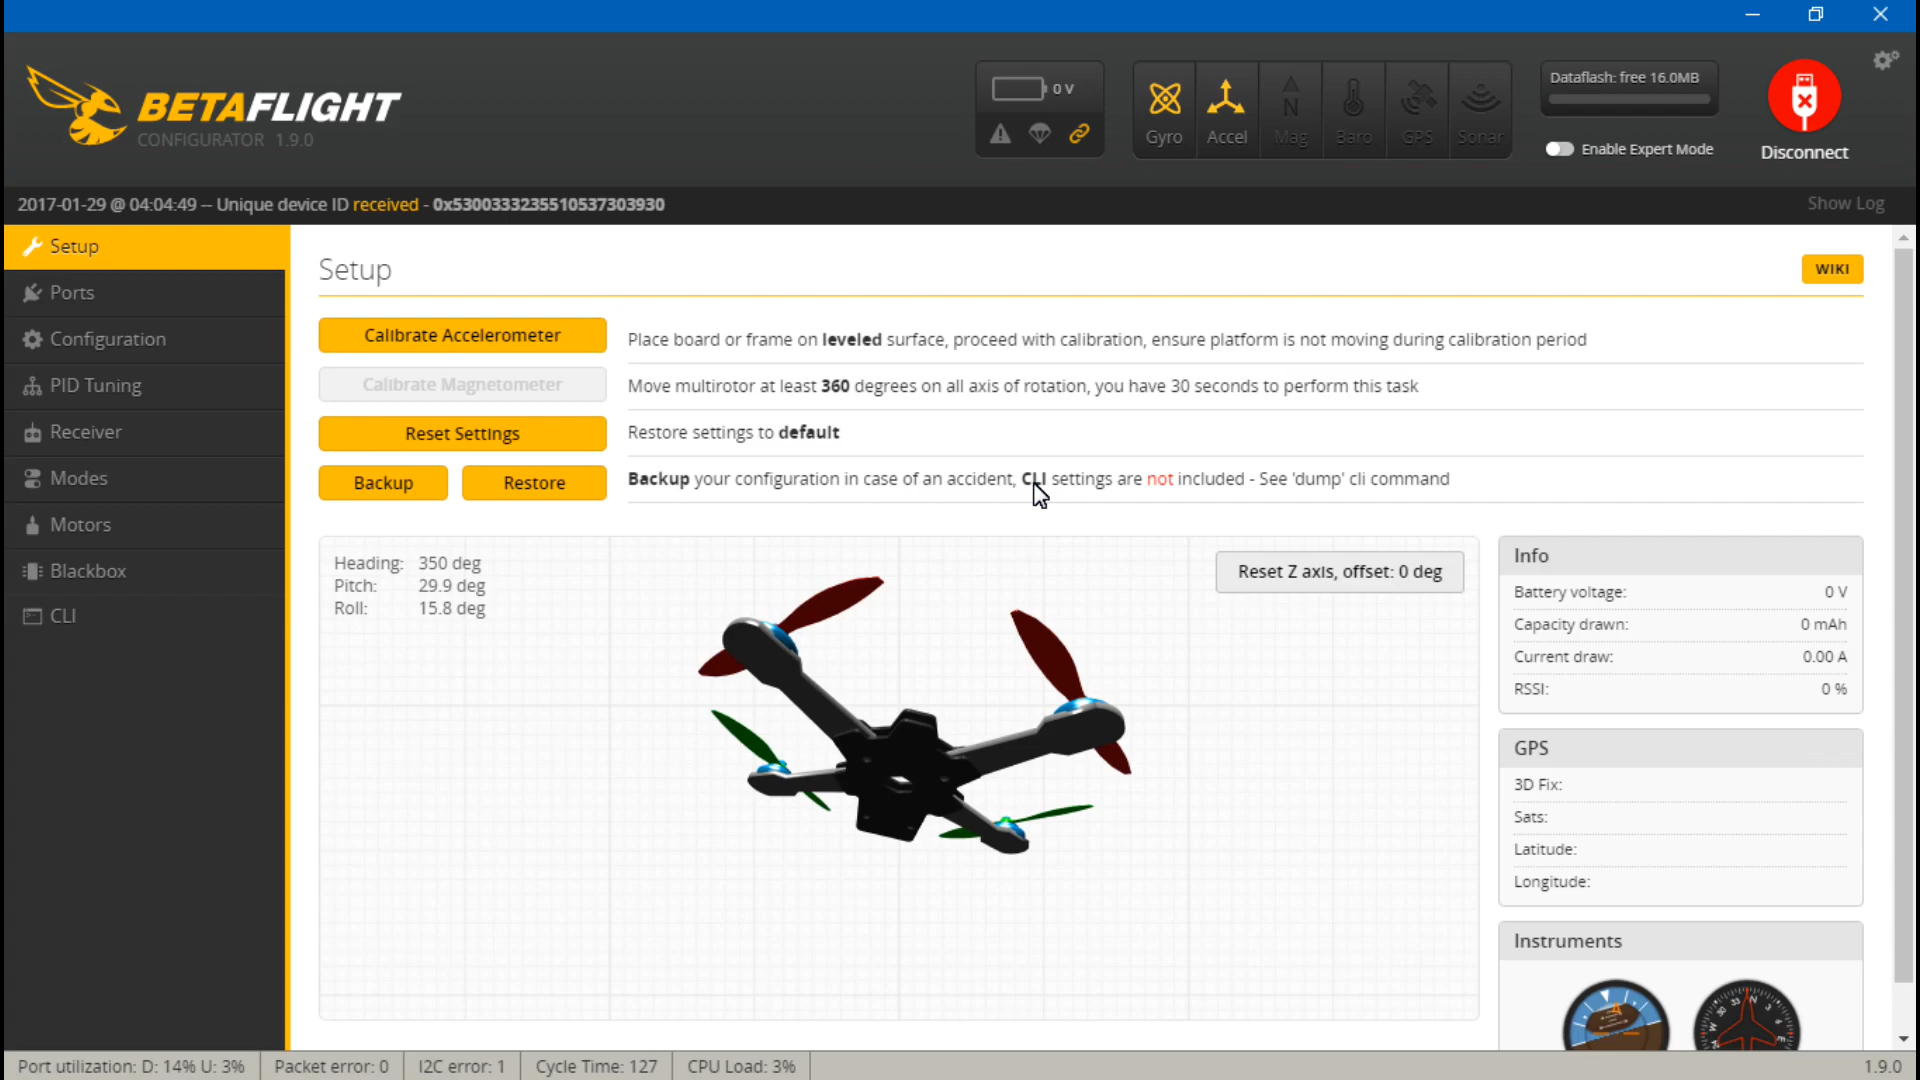 BETAFLIGHT
CONFIGURATOR 1.9.0
0 V
Gyro Accel Mag Baro GPS Sonar
Dataflash: free 16.0MB
Enable Expert Mode
Disconnect
2017-01-29 @ 04:04:49 -- Unique device ID received - 0x5300333235510537303930
Show Log
Setup
Ports
Configuration
PID Tuning
Receiver
Modes
Motors
Blackbox
CLI
Setup
WIKI
Calibrate Accelerometer
Place board or frame on leveled surface, proceed with calibration, ensure platform is not moving during calibration period
Calibrate Magnetometer
Move multirotor at least 360 degrees on all axis of rotation, you have 30 seconds to perform this task
Reset Settings
Restore settings to default
Backup Restore
Backup your configuration in case of an accident, CLI settings are not included - See 'dump' cli command
Heading: 350 deg
Pitch: 29.9 deg
Roll: 15.8 deg
Reset Z axis, offset: 0 deg
Info
Battery voltage: 0 V
Capacity drawn: 0 mAh
Current draw: 0.00 A
RSSI: 0 %
GPS
3D Fix:
Sats:
Latitude:
Longitude:
Instruments
33 N 3
30 6
W E
Port utilization: D: 14% U: 3% Packet error: 0 I2C error: 1 Cycle Time: 127 CPU Load: 3% 1.9.0